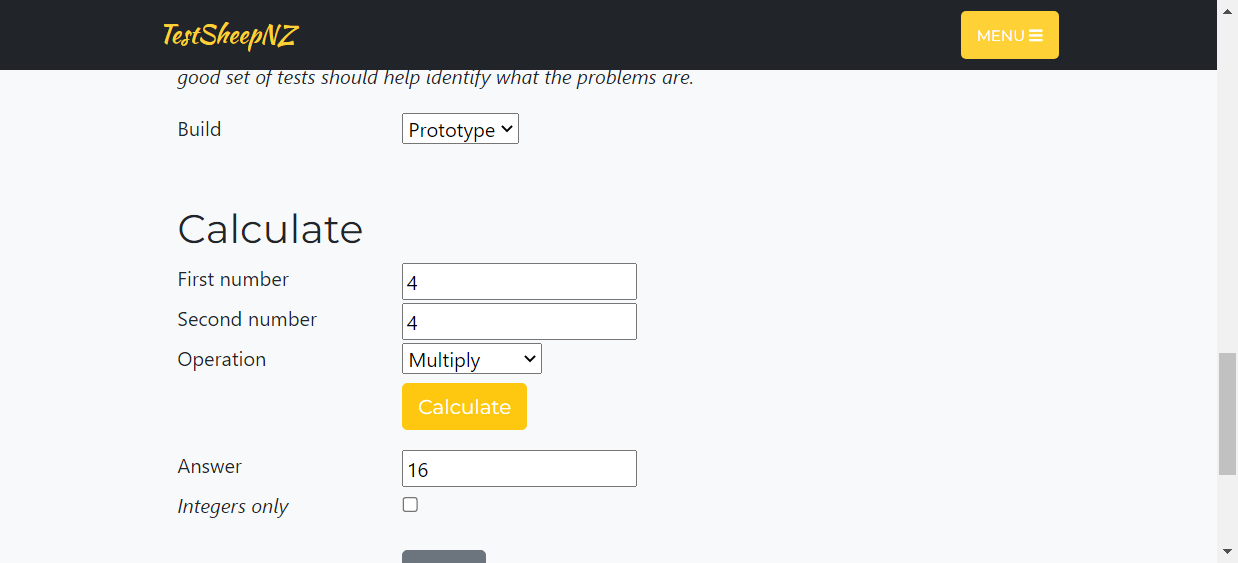 TestSheepNZ
MENU
good set of tests should help identify what the problems are.
Build
Prototype
Calculate
First number
4
Second number
4
Operation
Multiply
Calculate
Answer
16
Integers only